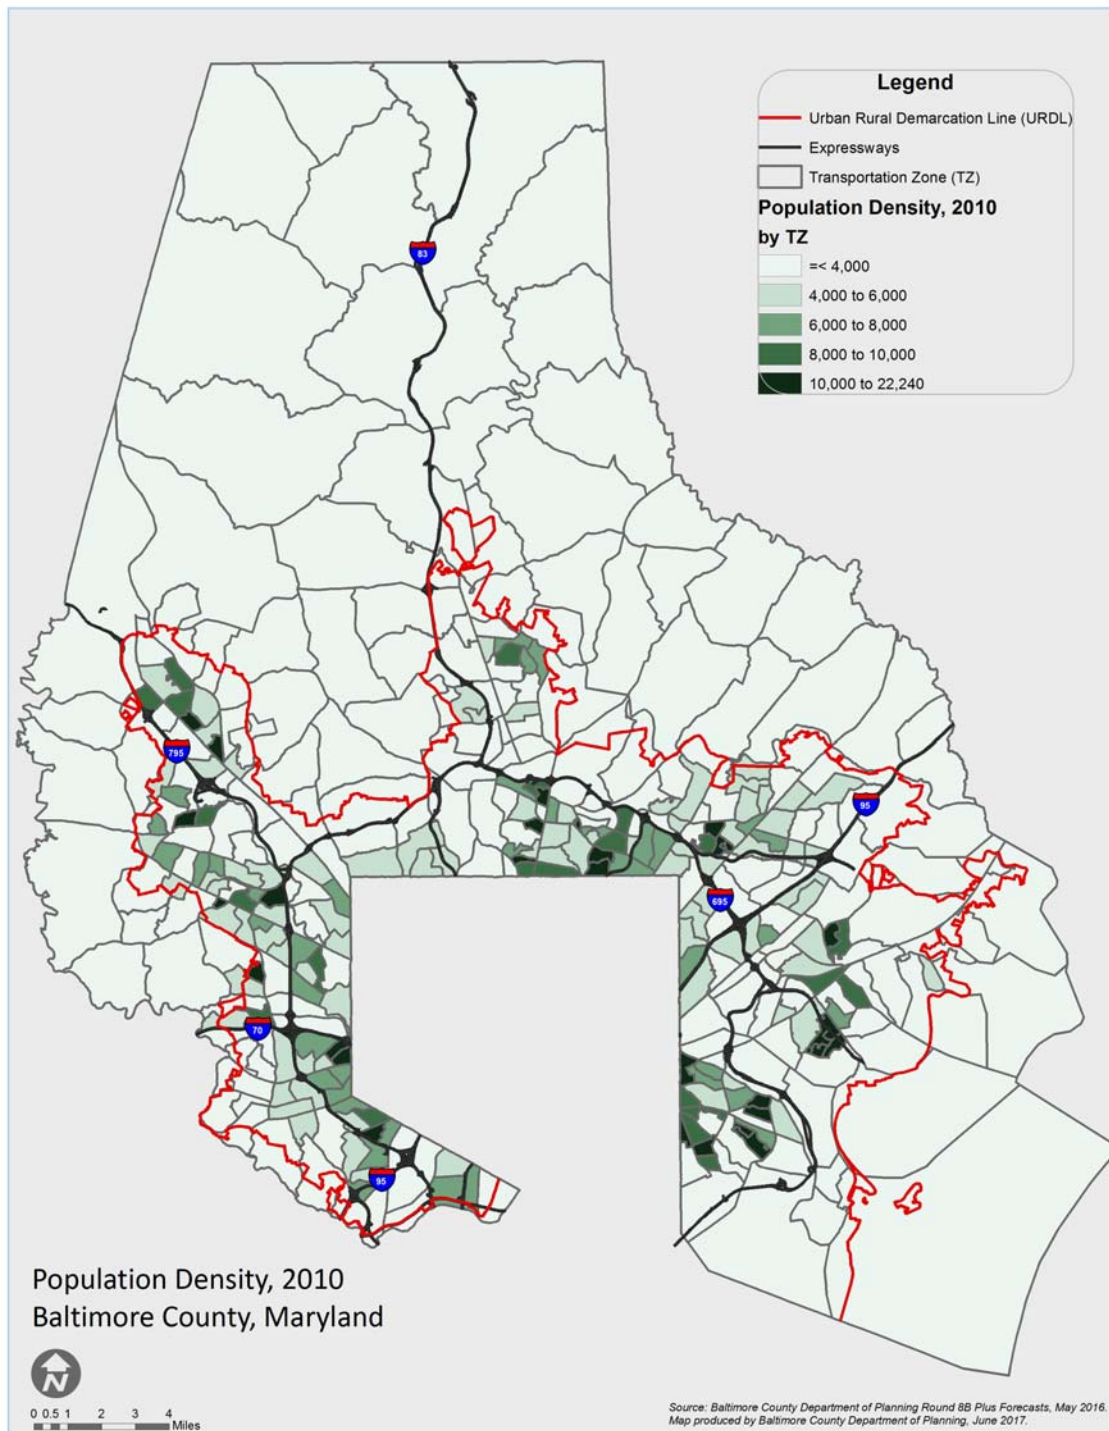 Legend
Urban Rural Demarcation Line (URDL)
Expressways
Transportation Zone (TZ)
Population Density, 2010
by TZ
=< 4,000
4,000 to 6,000
6,000 to 8,000
8,000 to 10,000
10,000 to 22,240
83
795
95
695
70
95
Population Density, 2010
Baltimore County, Maryland
N
0 0.5 1 2 3 4
Miles
Source: Baltimore County Department of Planning Round 8B Plus Forecasts, May 2016.
Map produced by Baltimore County Department of Planning, June 2017.